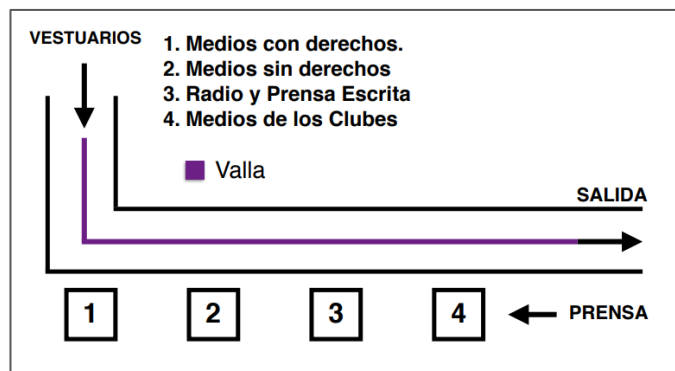 VESTUARIOS
1. Medios con derechos.
2. Medios sin derechos
3. Radio y Prensa Escrita
4. Medios de los Clubes
Valla
SALIDA
1 2 3 4 PRENSA